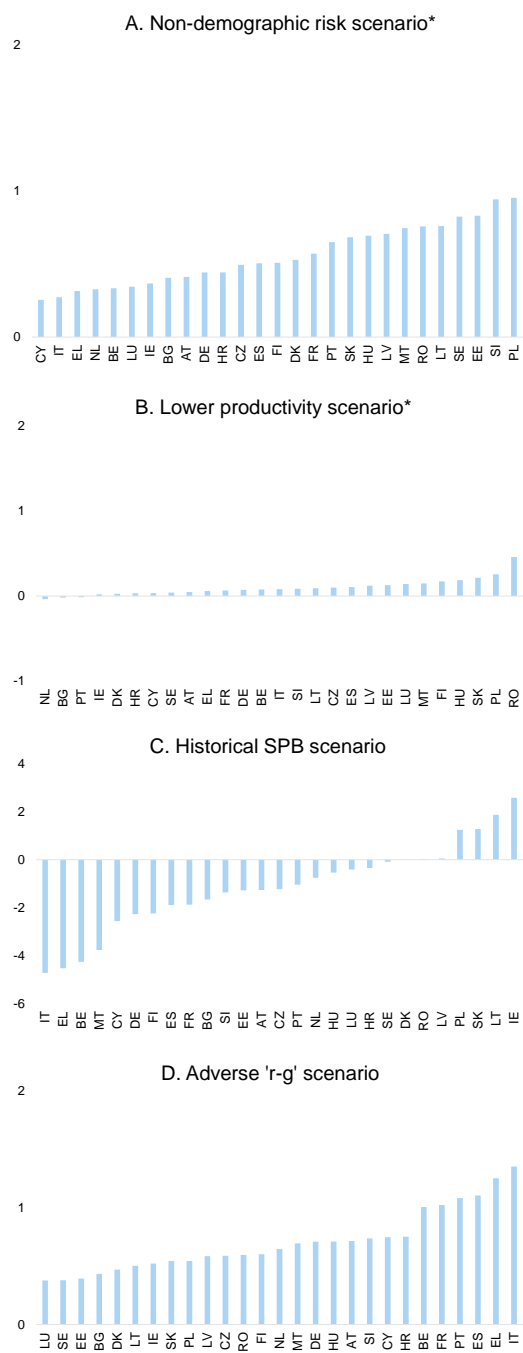 A. Non-demographic risk scenario*
2
1
0
CY IT EL NL BE LU IE BG AT DE HR CZ ES FI DK FR PT SK HU LV MT RO LT SE EE SI PL
B. Lower productivity scenario*
2
1
0
-1
NL BG PT IE DK HR CY SE AT EL FR DE BE IT SI LT CZ ES LV EE LU MT FI HU SK PL RO
C. Historical SPB scenario
4
2
0
-2
-4
-6
IT EL BE MT CY DE FI ES FR BG SI EE AT CZ PT NL HU LU HR SE DK RO LV PL SK LT IE
D. Adverse 'r-g' scenario
2
1
0
LU SE EE BG DK LT IE SK PL LV CZ RO FI NL MT DE HU AT SI CY HR BE FR PT ES EL IT